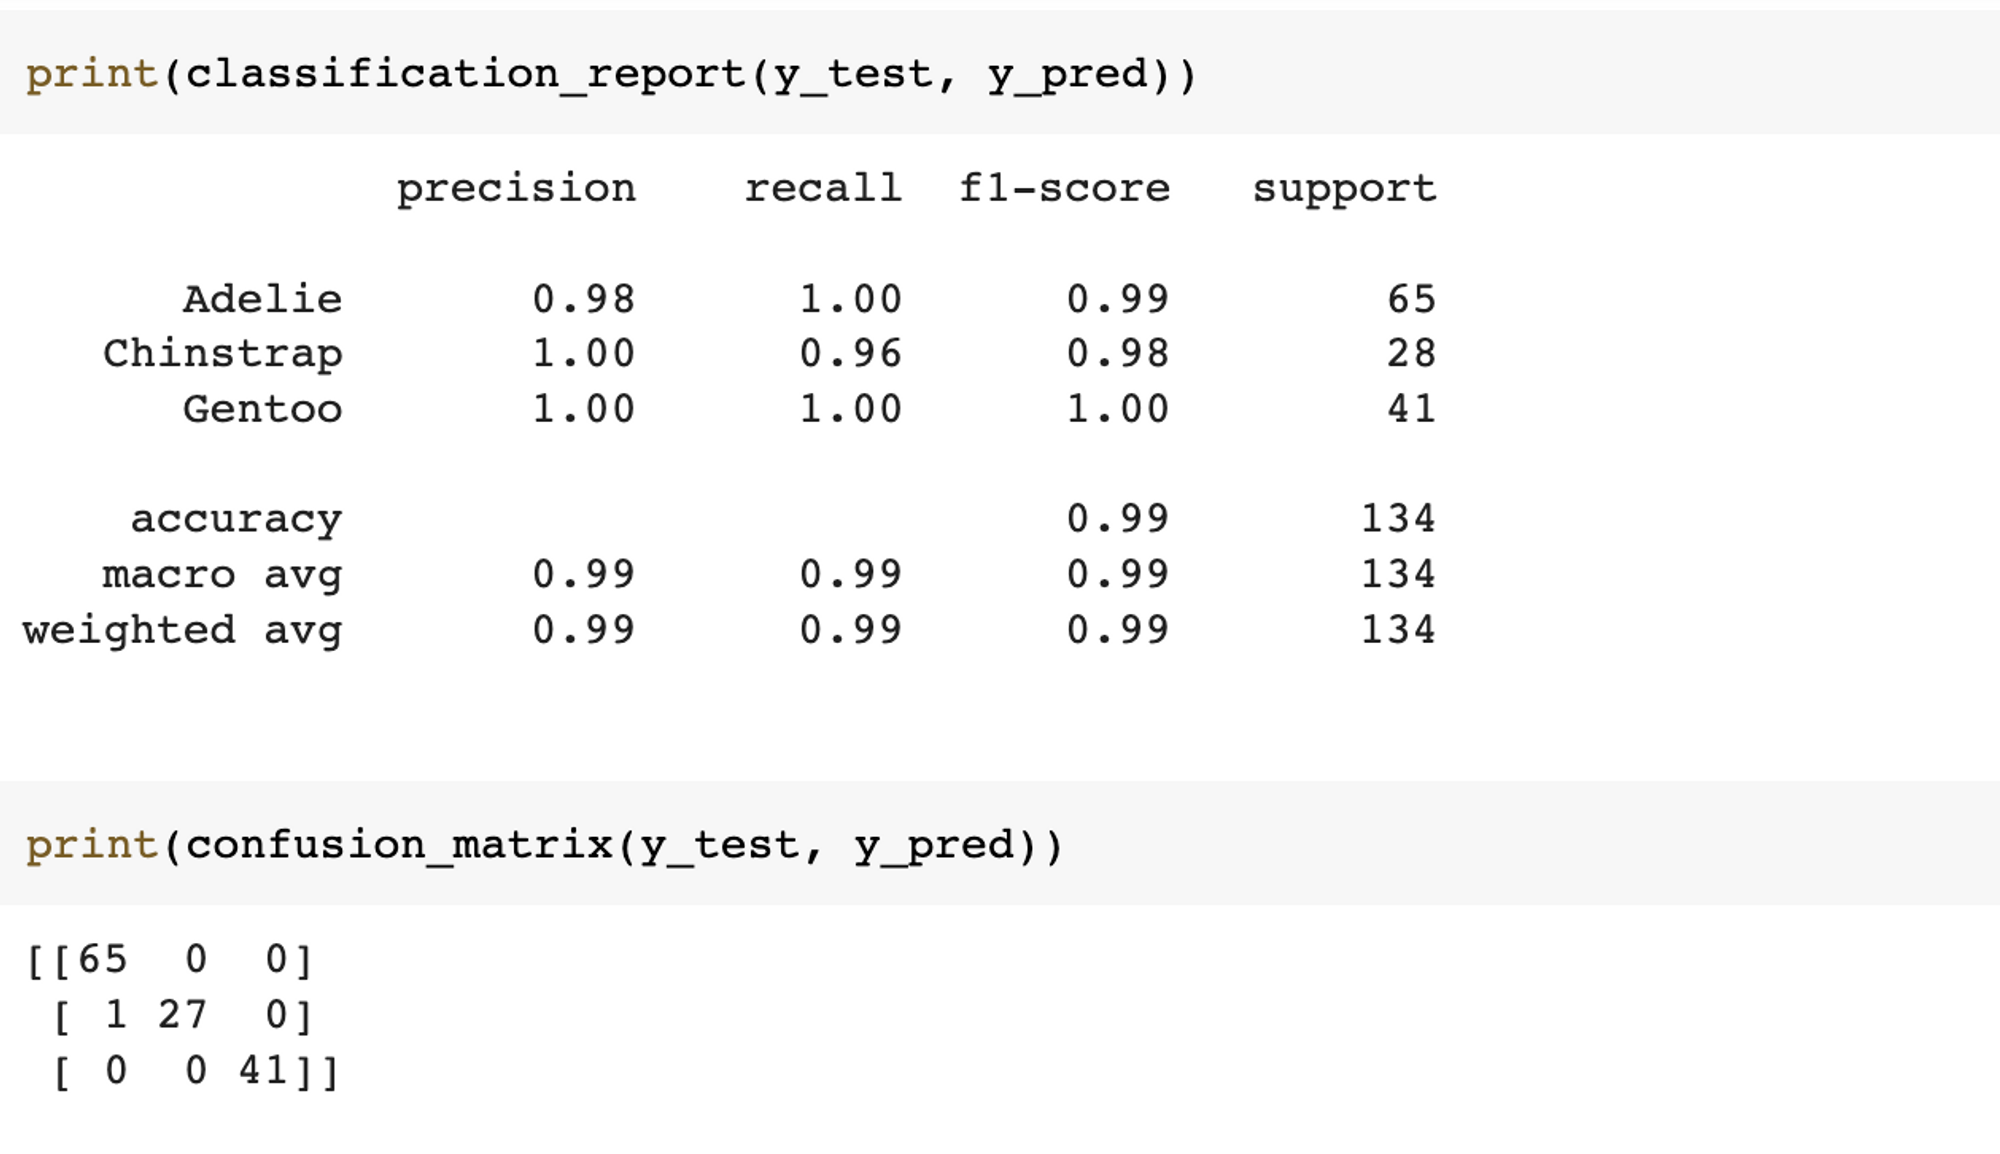 print(classification_report(y_test, y_pred))
precision recall f1-score support
Adelie 0.98 1.00 0.99 65
Chinstrap 1.00 0.96 0.98 28
Gentoo 1.00 1.00 1.00 41
accuracy 0.99 134
macro avg 0.99 0.99 0.99 134
weighted avg 0.99 0.99 0.99 134
print(confusion_matrix(y_test, y_pred))
[[65 0 0]
[ 1 27 0]
[ 0 0 41]]